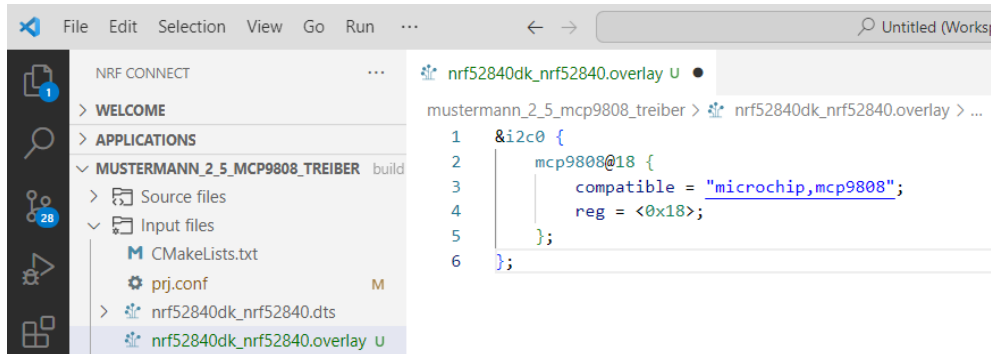 File Edit Selection View Go Run ... Untitled (Works
NRF CONNECT ...
WELCOME
APPLICATIONS
MUSTERMANN_2_5_MCP9808_TREIBER build
Source files
Input files
CMakeLists.txt
prj.conf M
nrf52840dk_nrf52840.dts
nrf52840dk_nrf52840.overlay U
1
28
nrf52840dk_nrf52840.overlay U
mustermann_2_5_mcp9808_treiber > nrf52840dk_nrf52840.overlay > ...
1 &i2c0 {
2 mcp9808@18 {
3 compatible = "microchip,mcp9808";
4 reg = <0x18>;
5 };
6 };